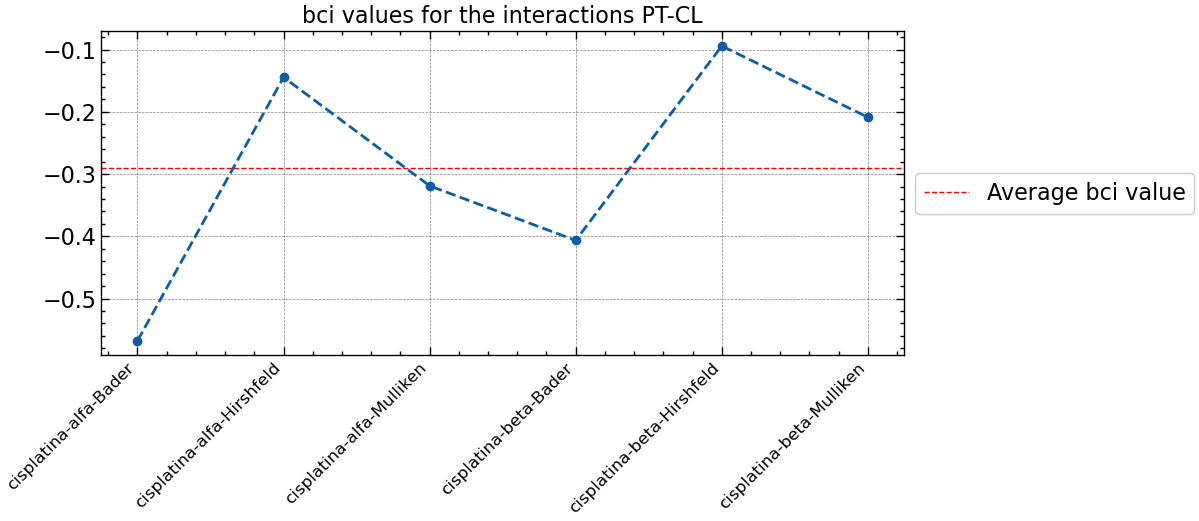 bci values for the interactions PT-CL
−0.1
−0.2
−0.3
−0.4
−0.5
Average bci value
cisplatina-alfa-Bader
cisplatina-alfa-Hirshfeld
cisplatina-alfa-Mulliken
cisplatina-beta-Bader
cisplatina-beta-Hirshfeld
cisplatina-beta-Mulliken